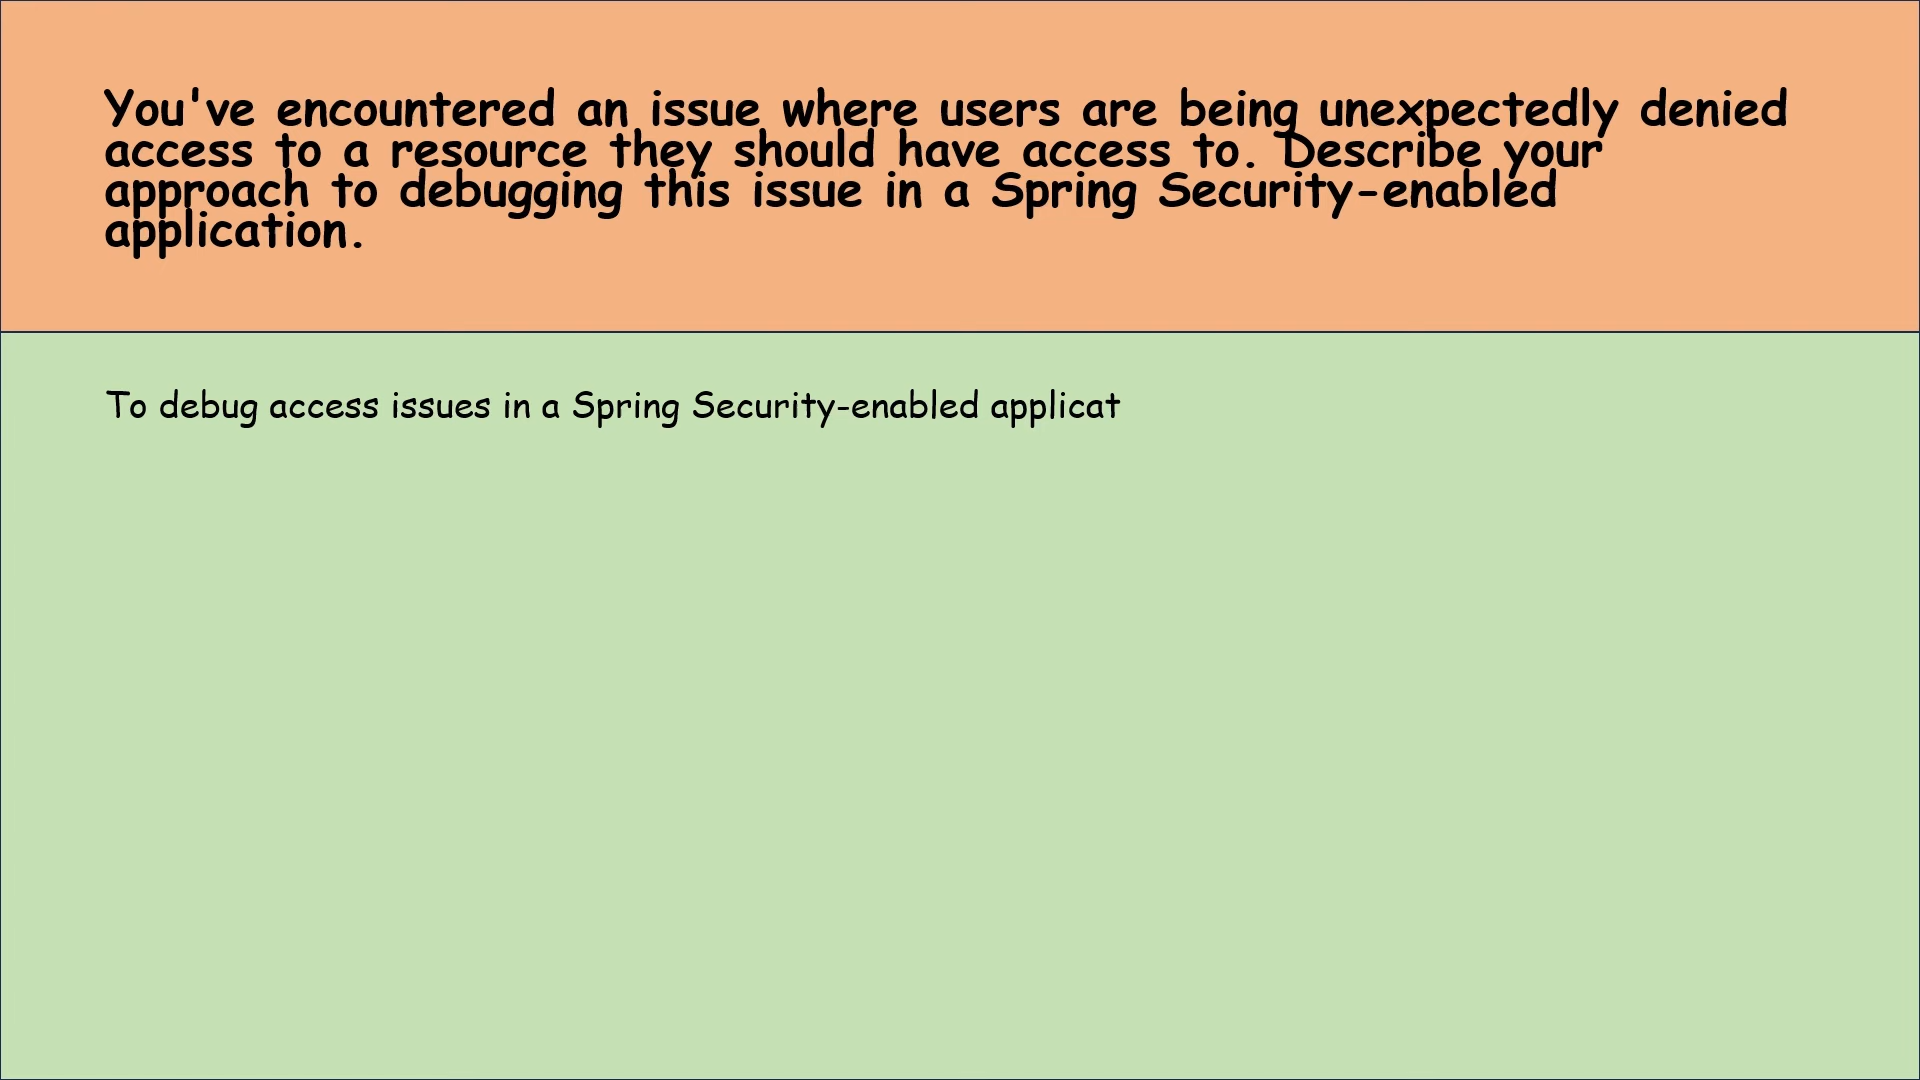 You've encountered an issue where users are being unexpectedly denied
access to a resource they should have access to. Describe your
approach to debugging this issue in a Spring Security-enabled
application.
To debug access issues in a Spring Security-enabled applicat